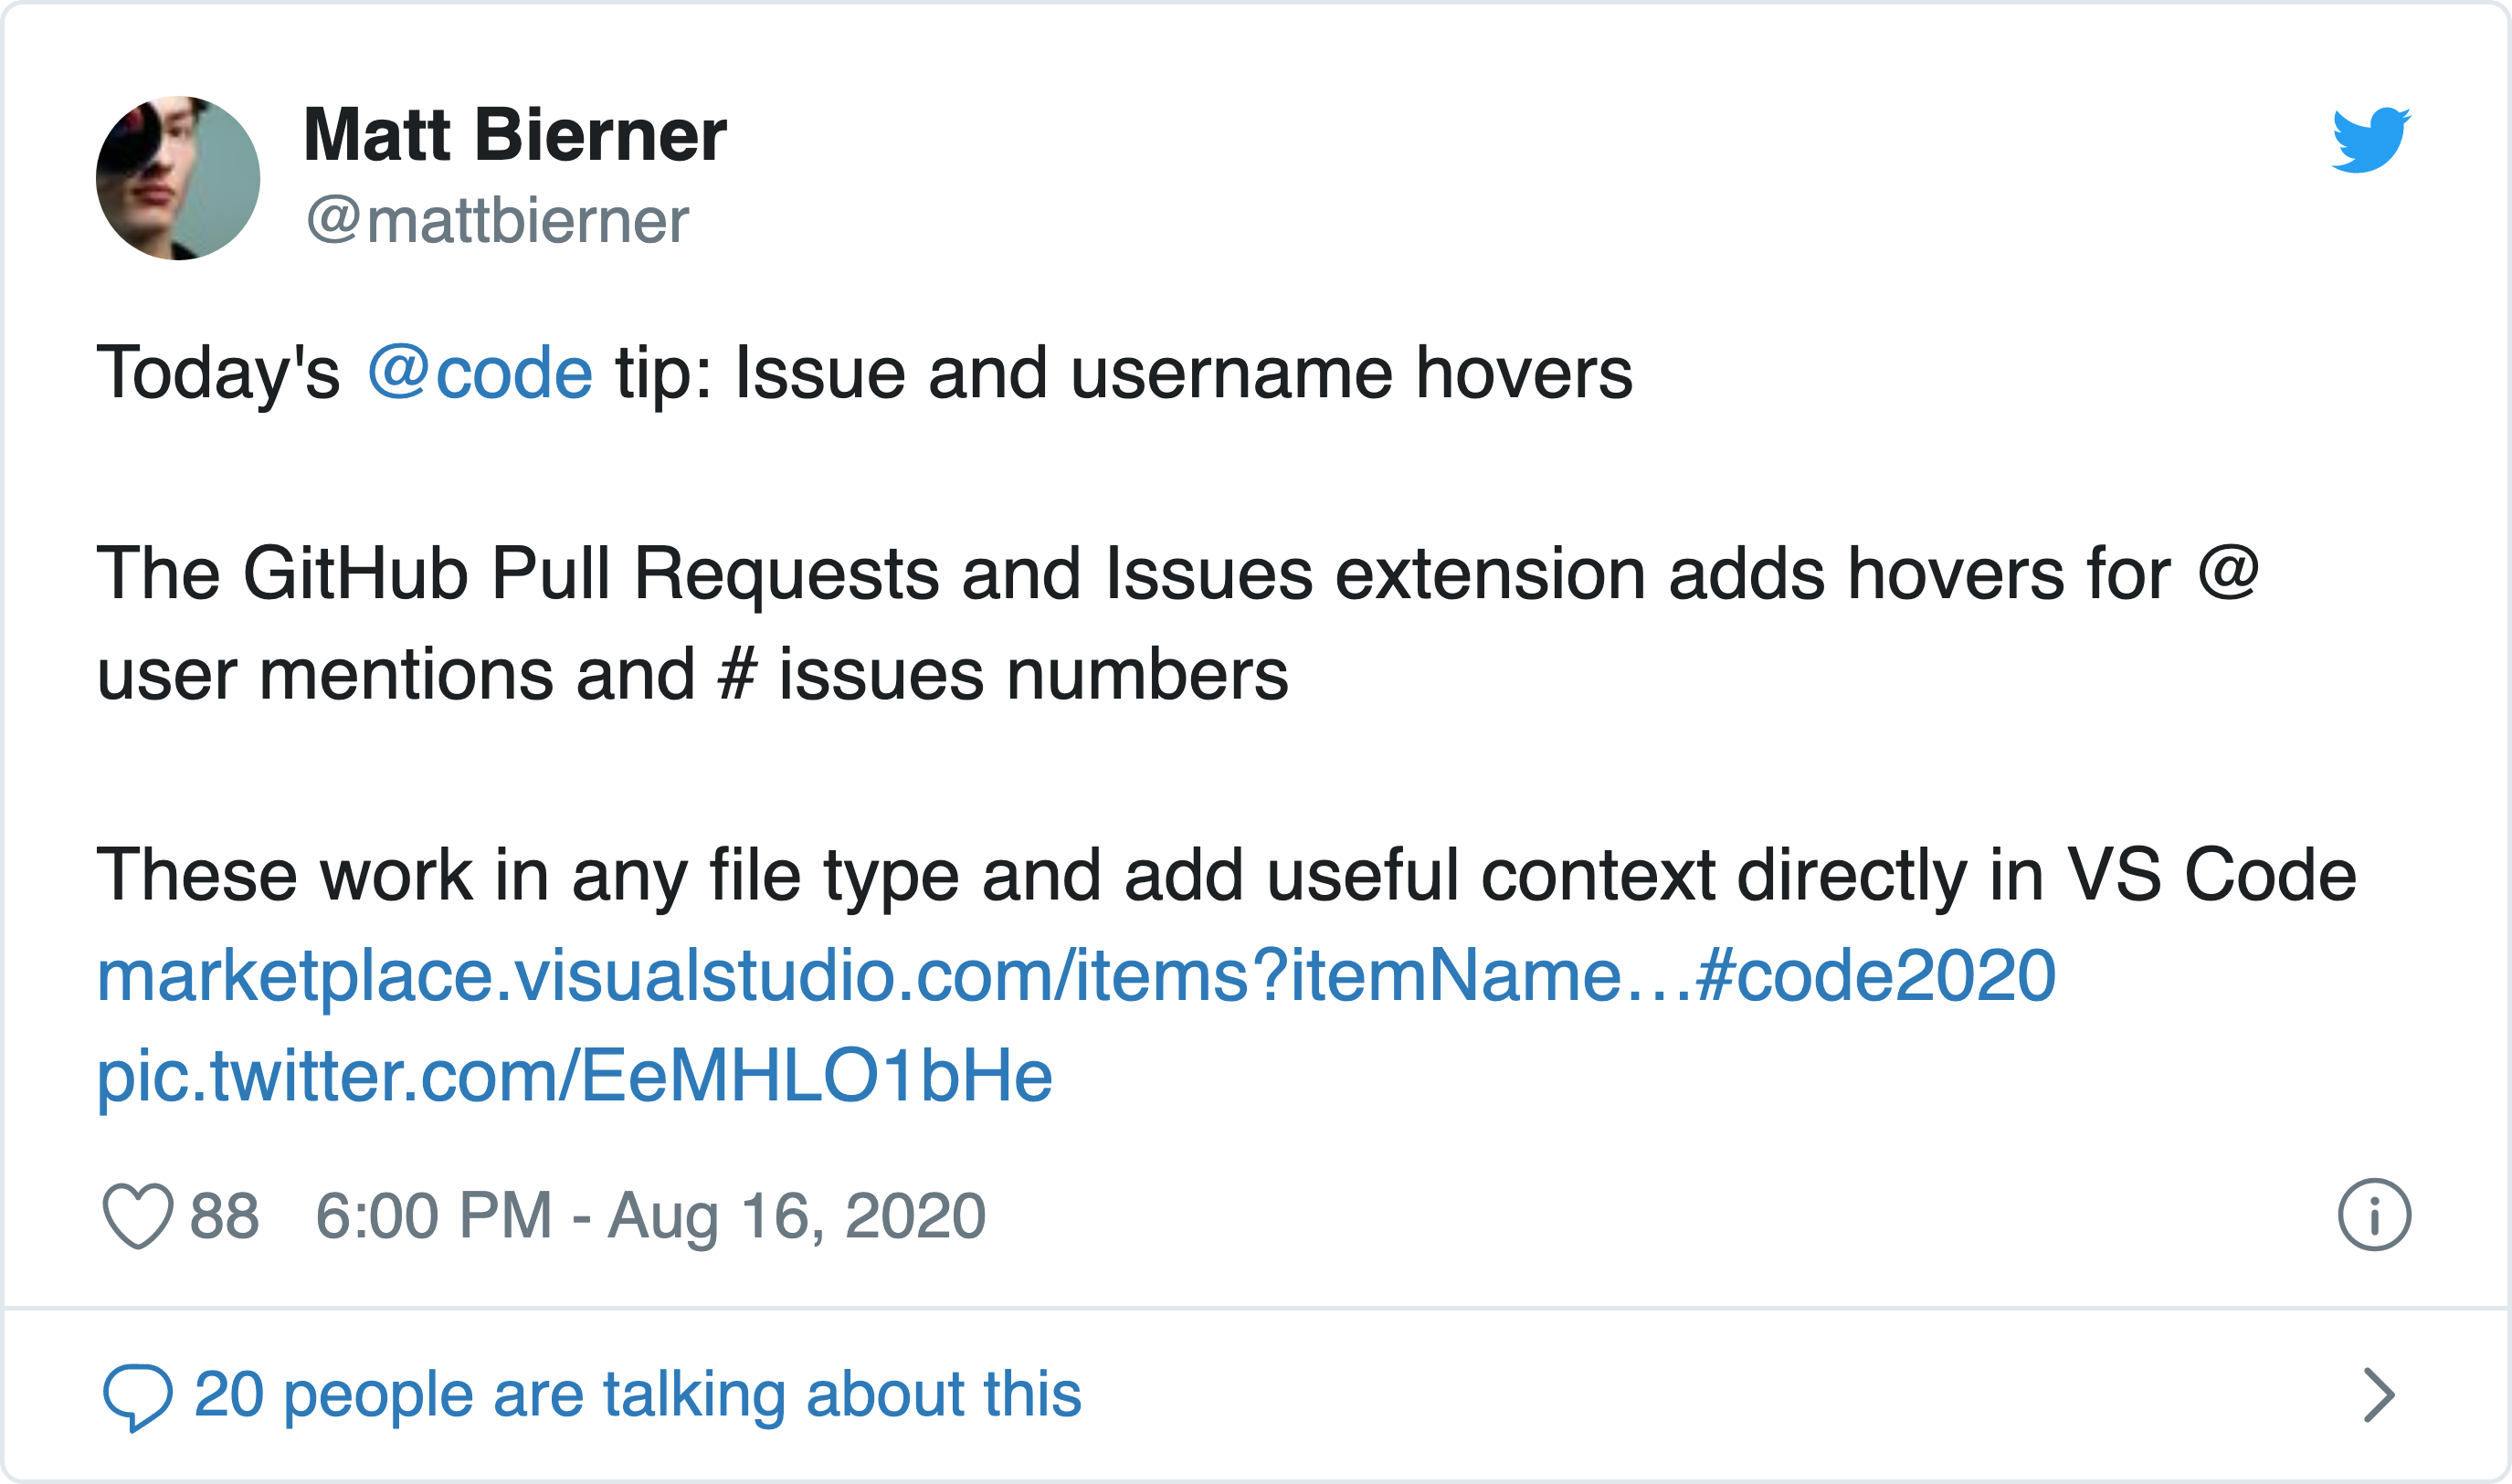 Matt Bierner
@mattbierner
Today's @code tip: Issue and username hovers
The GitHub Pull Requests and Issues extension adds hovers for @
user mentions and # issues numbers
These work in any file type and add useful context directly in VS Code
marketplace.visualstudio.com/items?itemName…#code2020
pic.twitter.com/EeMHLO1bHe
88 6:00 PM - Aug 16, 2020
20 people are talking about this